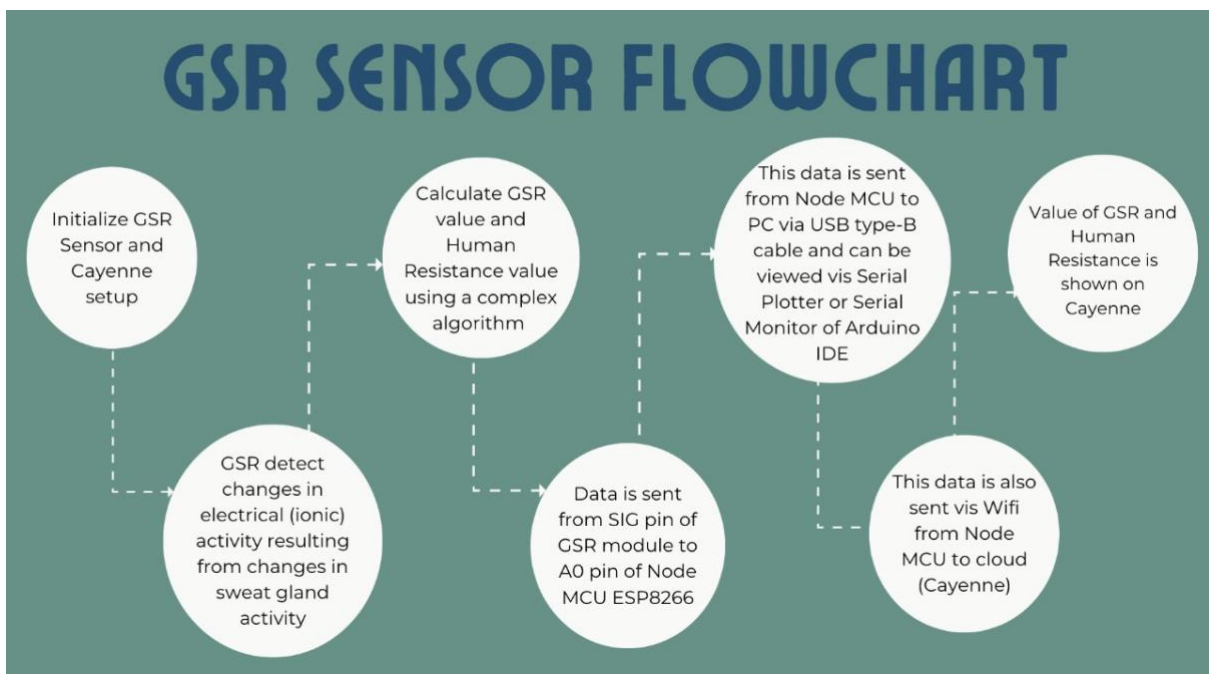 GSR SENSOR FLOWCHART
Initialize GSR
Sensor and
Cayenne
setup
GSR detect
changes in
electrical (ionic)
activity resulting
from changes in
sweat gland
activity
Calculate GSR
value and
Human
Resistance value
using a complex
algorithm
Data is sent
from SIG pin of
GSR module to
A0 pin of Node
MCU ESP8266
This data is sent
from Node MCU to
PC via USB type-B
cable and can be
viewed vis Serial
Plotter or Serial
Monitor of Arduino
IDE
This data is also
sent vis Wifi
from Node
MCU to cloud
(Cayenne)
Value of GSR and
Human
Resistance is
shown on
Cayenne